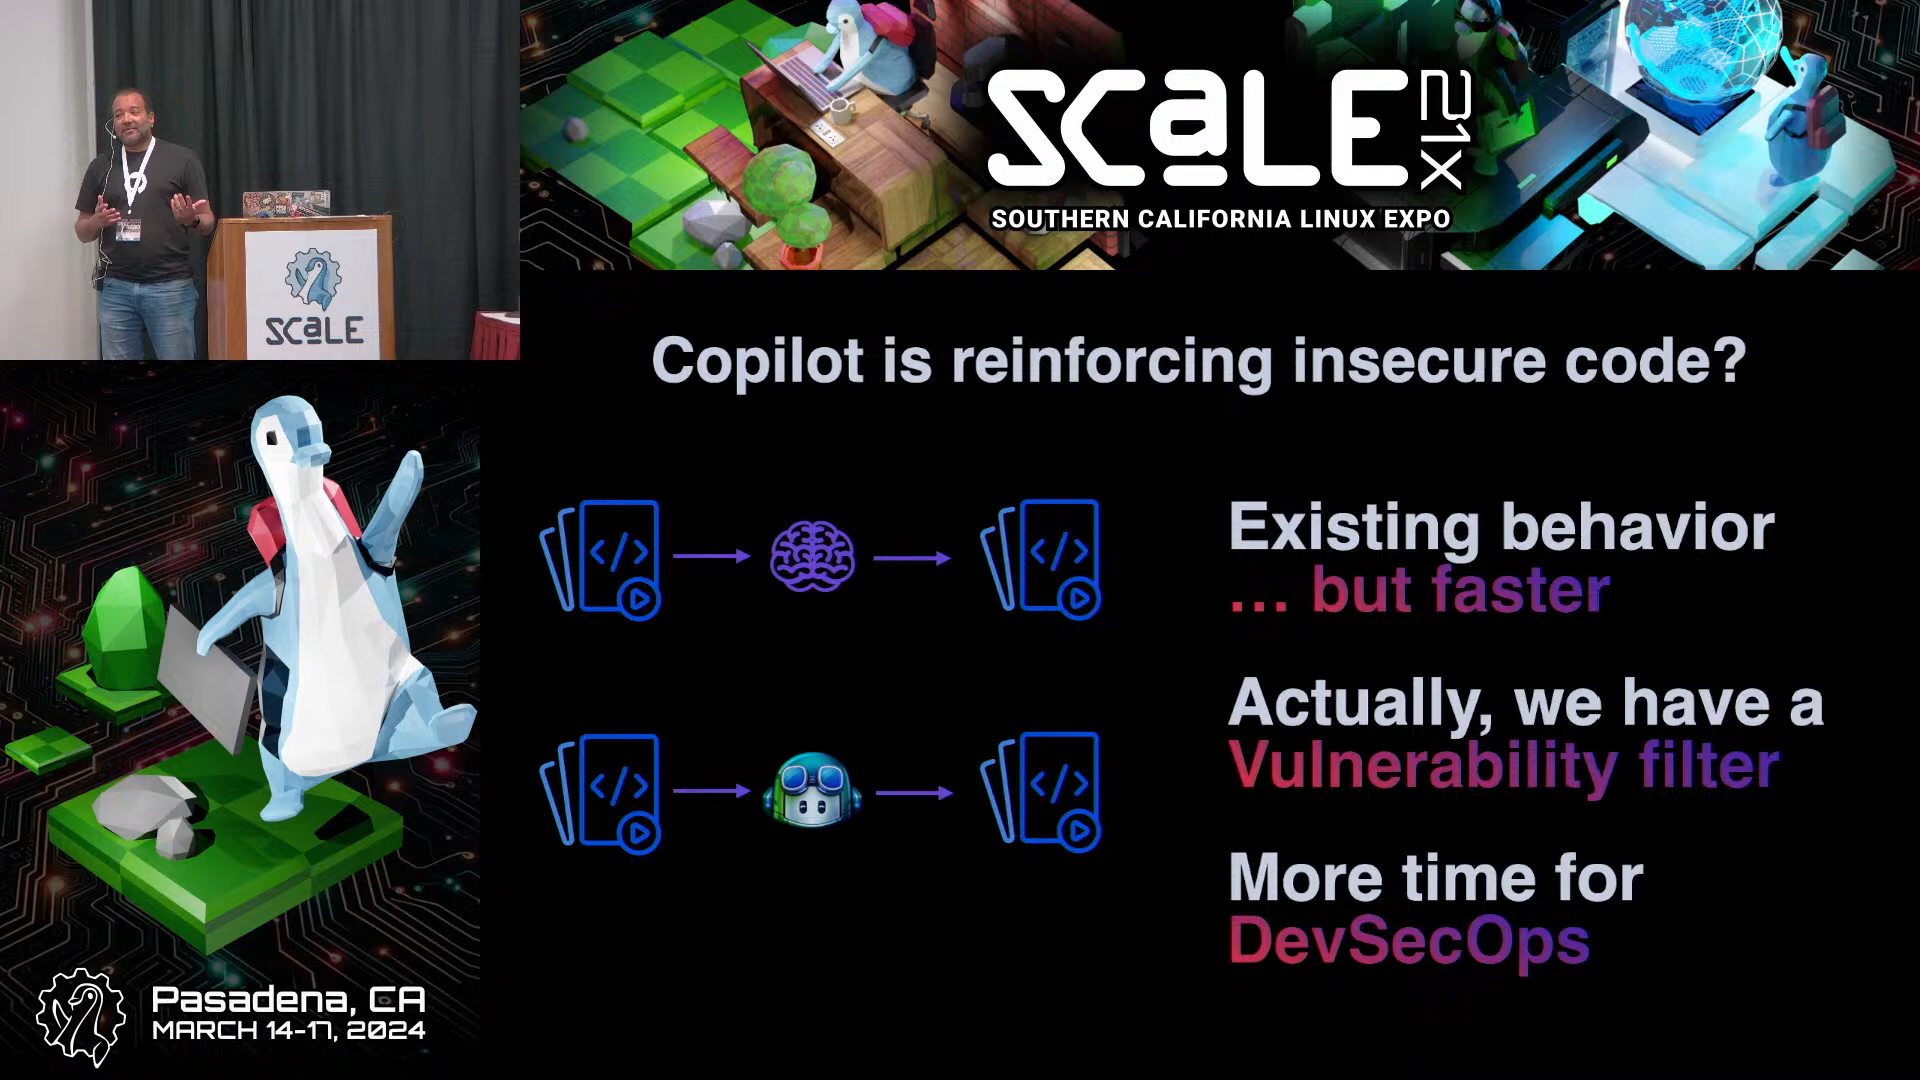 SCaLE 21X
SOUTHERN CALIFORNIA LINUX EXPO
SCaLE
Copilot is reinforcing insecure code?
</>
</>
Existing behavior
... but faster
</>
</>
Actually, we have a
Vulnerability filter
More time for
DevSecOps
Pasadena, CA
MARCH 14-17, 2024